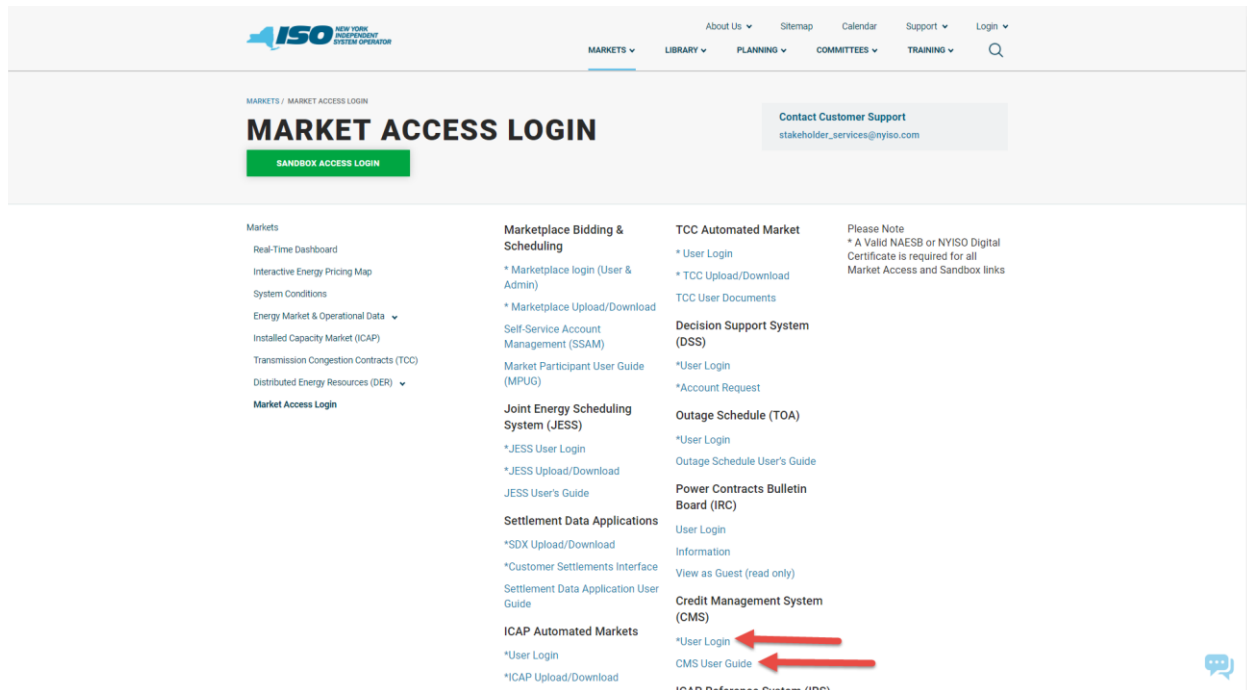 ISO
NEW YORK
INDEPENDENT
SYSTEM OPERATOR
About Us
Sitemap
Calendar
Support
Login
MARKETS
LIBRARY
PLANNING
COMMITTEES
TRAINING
MARKETS / MARKET ACCESS LOGIN
MARKET ACCESS LOGIN
SANDBOX ACCESS LOGIN
Contact Customer Support
stakeholder_services@nyiso.com
Markets
Real-Time Dashboard
Interactive Energy Pricing Map
System Conditions
Energy Market & Operational Data
Installed Capacity Market (ICAP)
Transmission Congestion Contracts (TCC)
Distributed Energy Resources (DER)
Market Access Login
Marketplace Bidding &
Scheduling
* Marketplace login (User &
Admin)
* Marketplace Upload/Download
Self-Service Account
Management (SSAM)
Market Participant User Guide
(MPUG)
Joint Energy Scheduling
System (JESS)
*JESS User Login
*JESS Upload/Download
JESS User's Guide
Settlement Data Applications
*SDX Upload/Download
*Customer Settlements Interface
Settlement Data Application User
Guide
ICAP Automated Markets
*User Login
*ICAP Upload/Download
TCC Automated Market
* User Login
* TCC Upload/Download
TCC User Documents
Decision Support System
(DSS)
*User Login
*Account Request
Outage Schedule (TOA)
*User Login
Outage Schedule User's Guide
Power Contracts Bulletin
Board (IRC)
User Login
Information
View as Guest (read only)
Credit Management System
(CMS)
*User Login
CMS User Guide
ICAP Reference System (IRS)
Please Note
* A Valid NAESB or NYISO Digital
Certificate is required for all
Market Access and Sandbox links